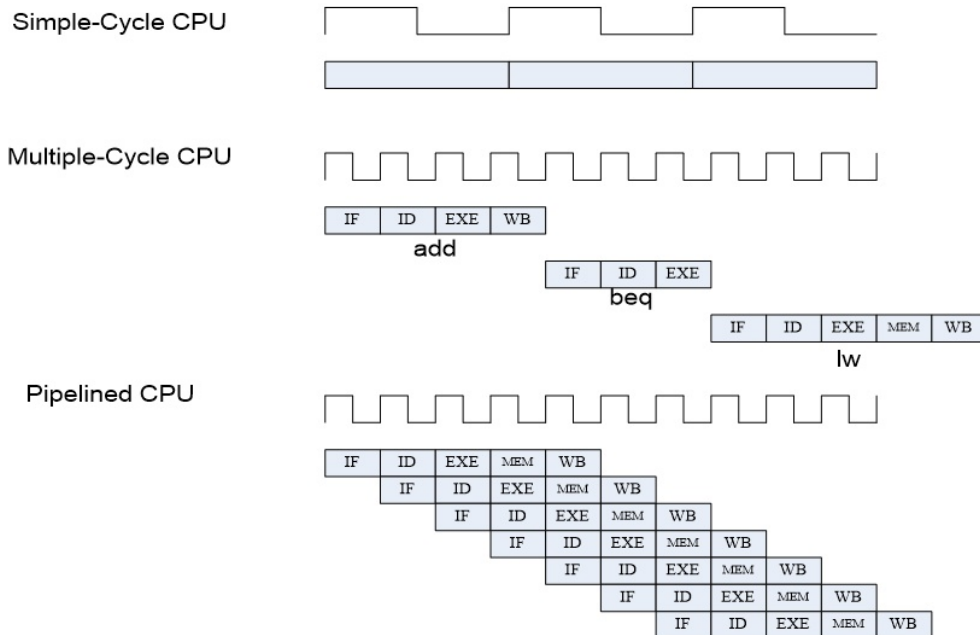 Simple-Cycle CPU
Multiple-Cycle CPU
IF ID EXE WB
add
IF ID EXE
beq
IF ID EXE MEM WB
lw
Pipelined CPU
IF ID EXE MEM WB
IF ID EXE MEM WB
IF ID EXE MEM WB
IF ID EXE MEM WB
IF ID EXE MEM WB
IF ID EXE MEM WB
IF ID EXE MEM WB